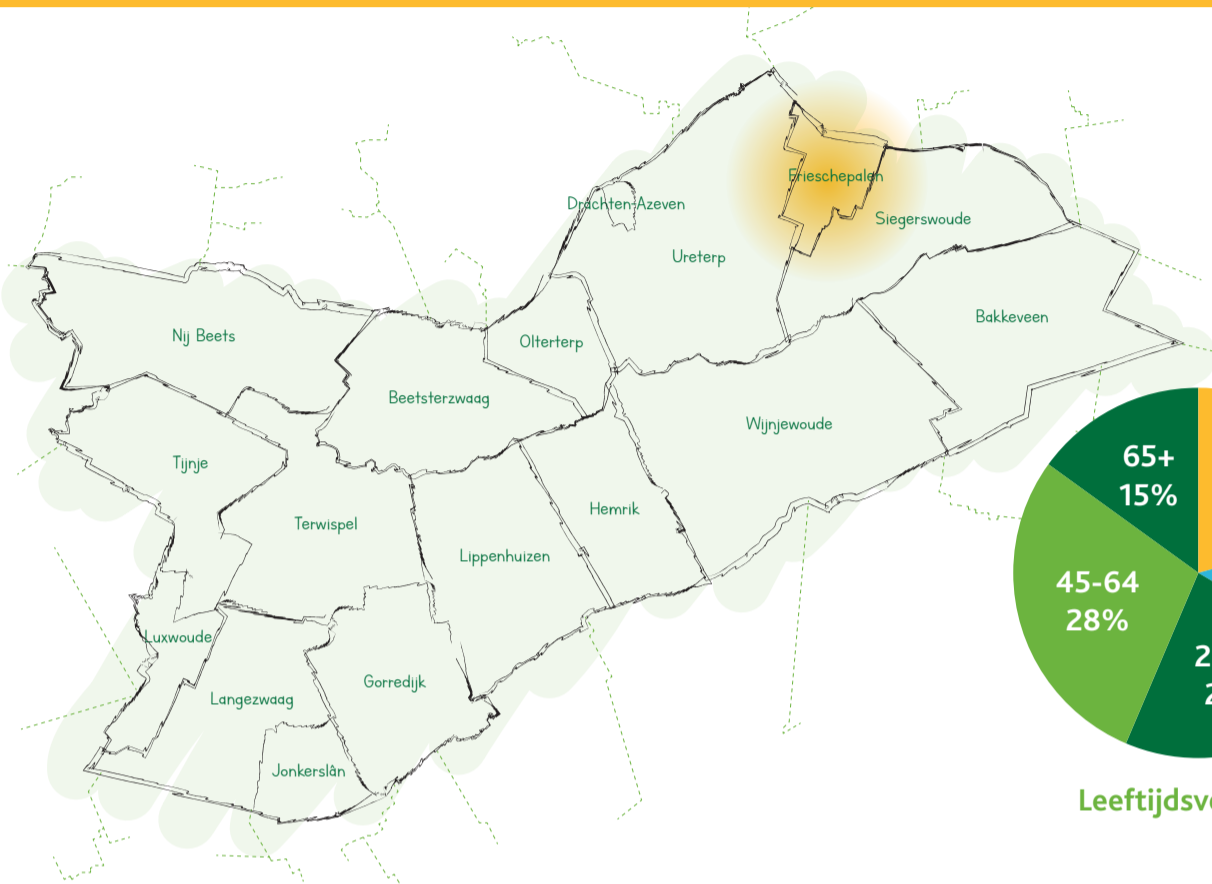 Frieschepalen
Drachten-Azeven
Siegerswoude
Ureterp
Bakkeveen
Nij Beets
Olterterp
Beetsterzwaag
Wijnjewoude
65+
15%
Tijnje
Hemrik
Terwispel
Lippenhuizen
45-64
28%
Luxwoude
Gorredijk
Langezwaag
Jonkerslân